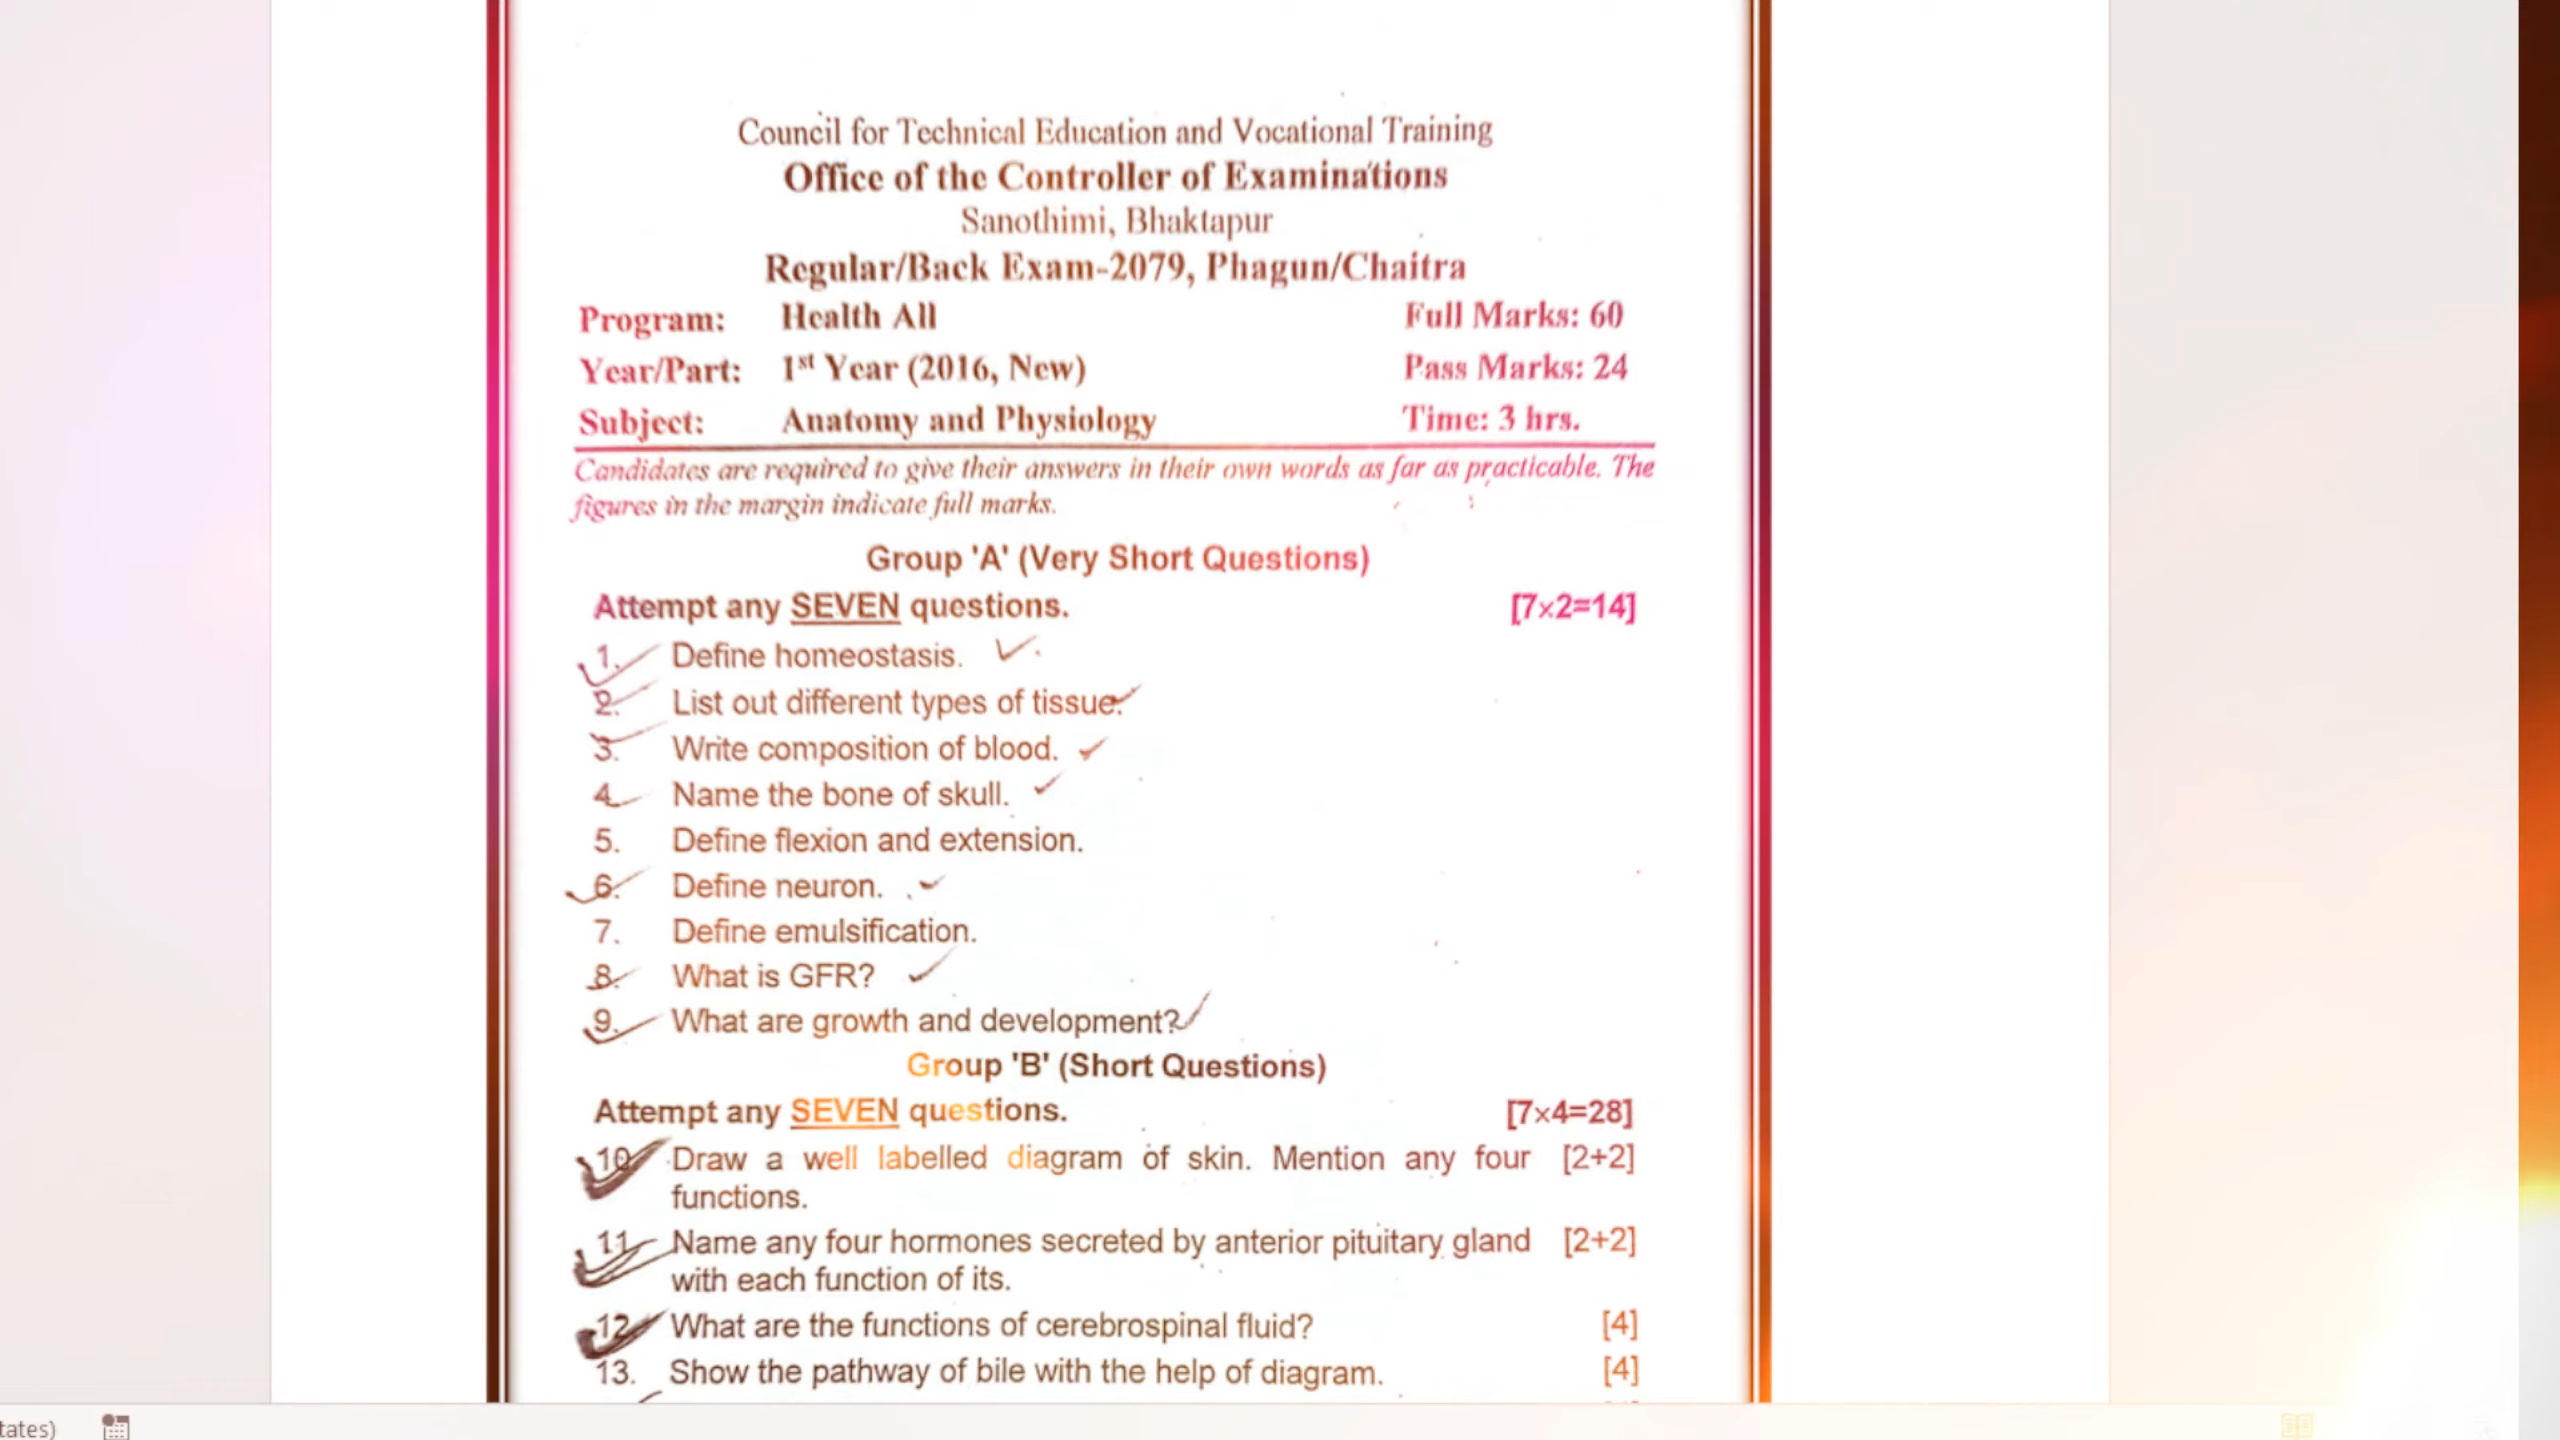 Council for Technical Education and Vocational Training
Office of the Controller of Examinations
Sanothimi, Bhaktapur
Regular/Back Exam-2079, Phagun/Chaitra
Program: Health All Full Marks: 60
Year/Part: 1st Year (2016, New) Pass Marks: 24
Subject: Anatomy and Physiology Time: 3 hrs.
Candidates are required to give their answers in their own words as far as practicable. The
figures in the margin indicate full marks.
Group 'A' (Very Short Questions)
Attempt any SEVEN questions. [7×2=14]
1. Define homeostasis.
2. List out different types of tissue.
3. Write composition of blood.
4. Name the bone of skull.
5. Define flexion and extension.
6. Define neuron.
7. Define emulsification.
8. What is GFR?
9. What are growth and development?
Group 'B' (Short Questions)
Attempt any SEVEN questions. [7×4=28]
10. Draw a well labelled diagram of skin. Mention any four [2+2]
functions.
11. Name any four hormones secreted by anterior pituitary gland [2+2]
with each function of its.
12. What are the functions of cerebrospinal fluid? [4]
13. Show the pathway of bile with the help of diagram. [4]
tates)